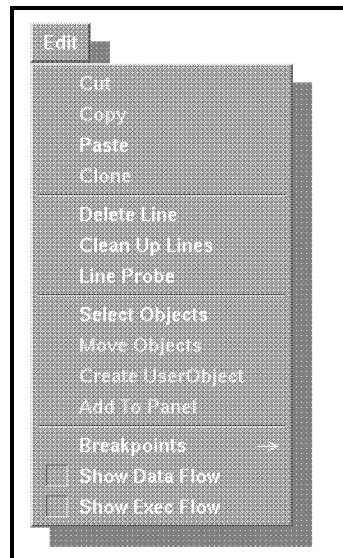 Edit
Cut
Copy
Paste
Clone
Delete Line
Clean Up Lines
Line Probe
Select Objects
Move Objects
Create UserObject
Add To Panel
Breakpoints →
Show Data Flow
Show Exec Flow